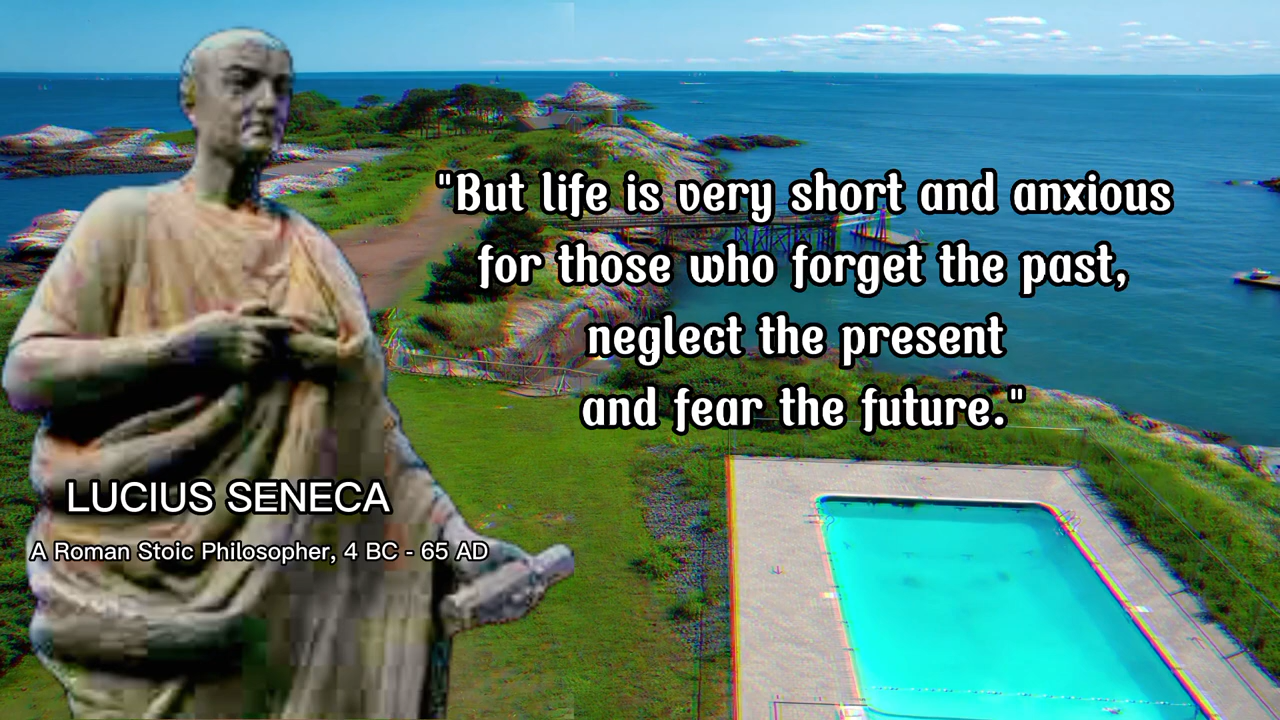 "But life is very short and anxious
for those who forget the past,
neglect the present
and fear the future."
LUCIUS SENECA
A Roman Stoic Philosopher, 4 BC - 65 AD